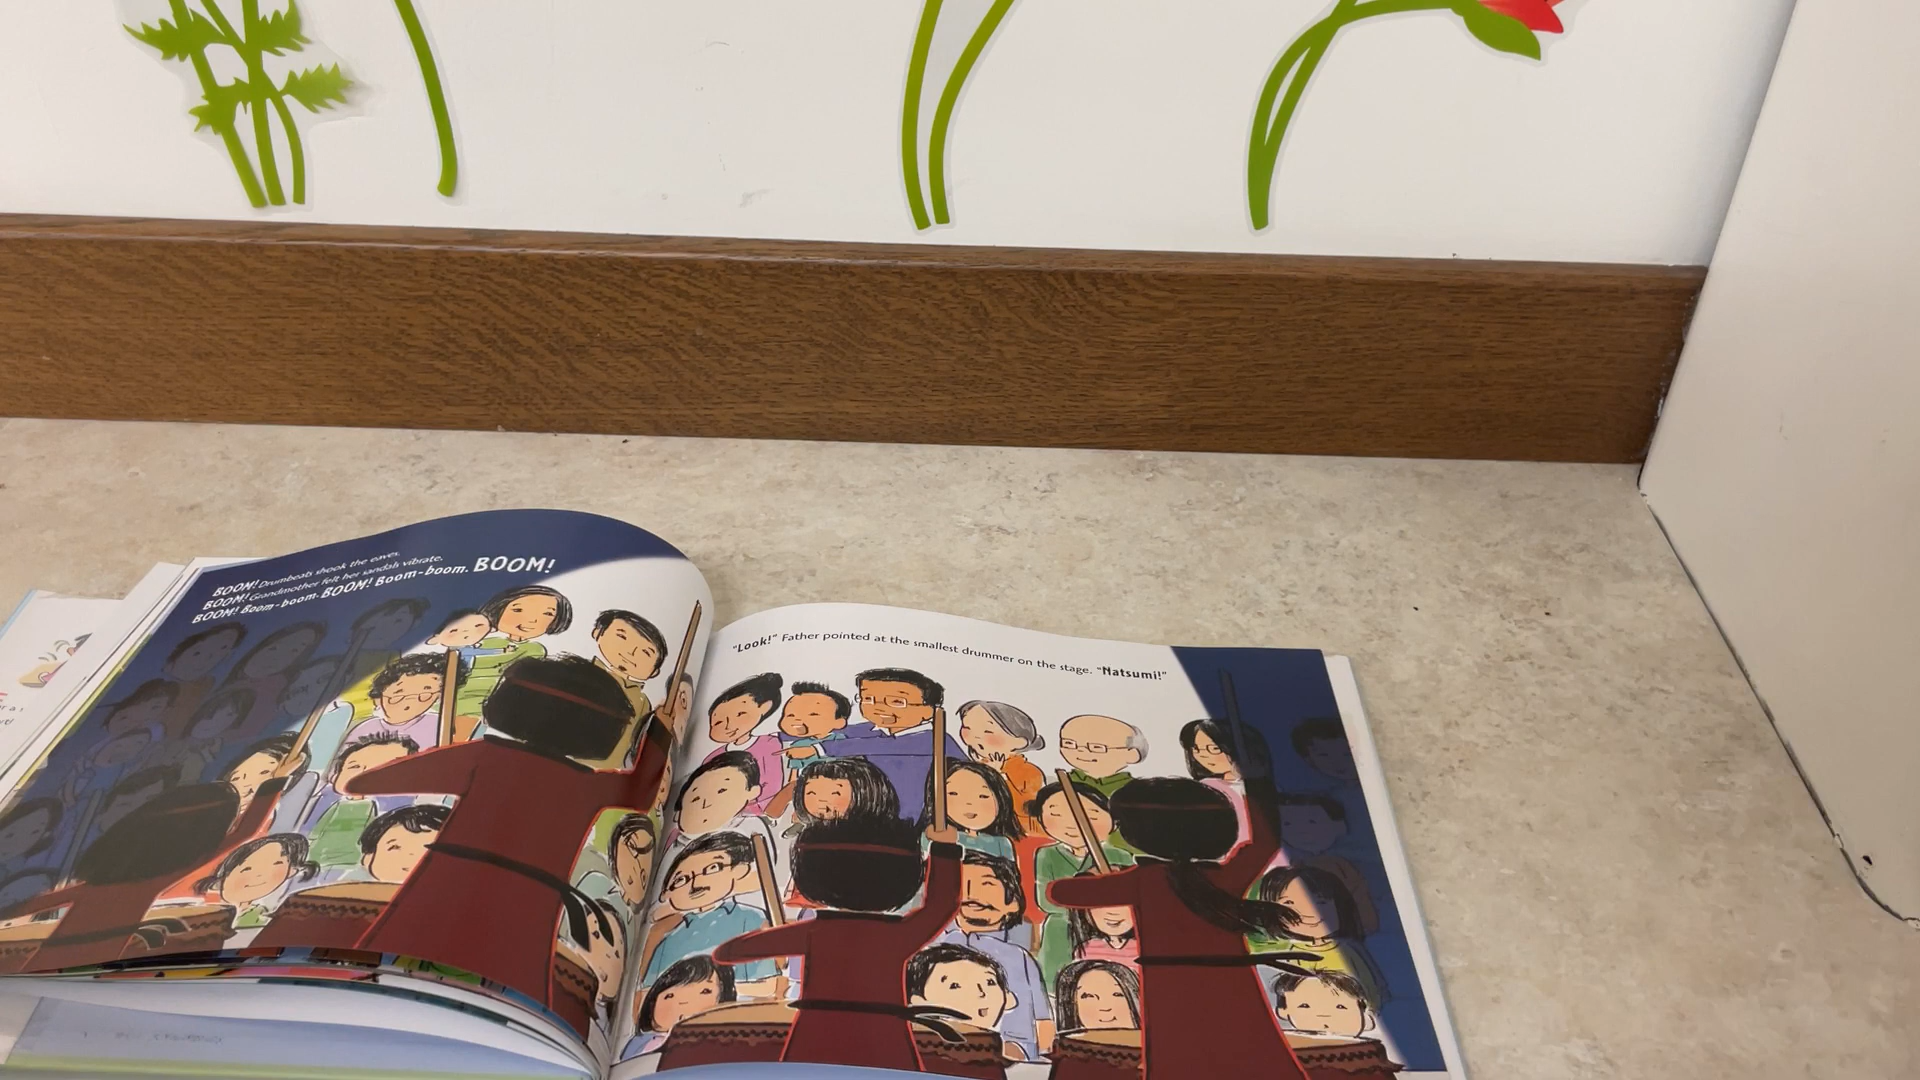 BOOM! Drumbeats shook the eaves.
BOOM! Grandmother felt her sandals vibrate.
BOOM! Boom-boom. BOOM! Boom-boom. BOOM!
"Look!" Father pointed at the smallest drummer on the stage. "Natsumi!"